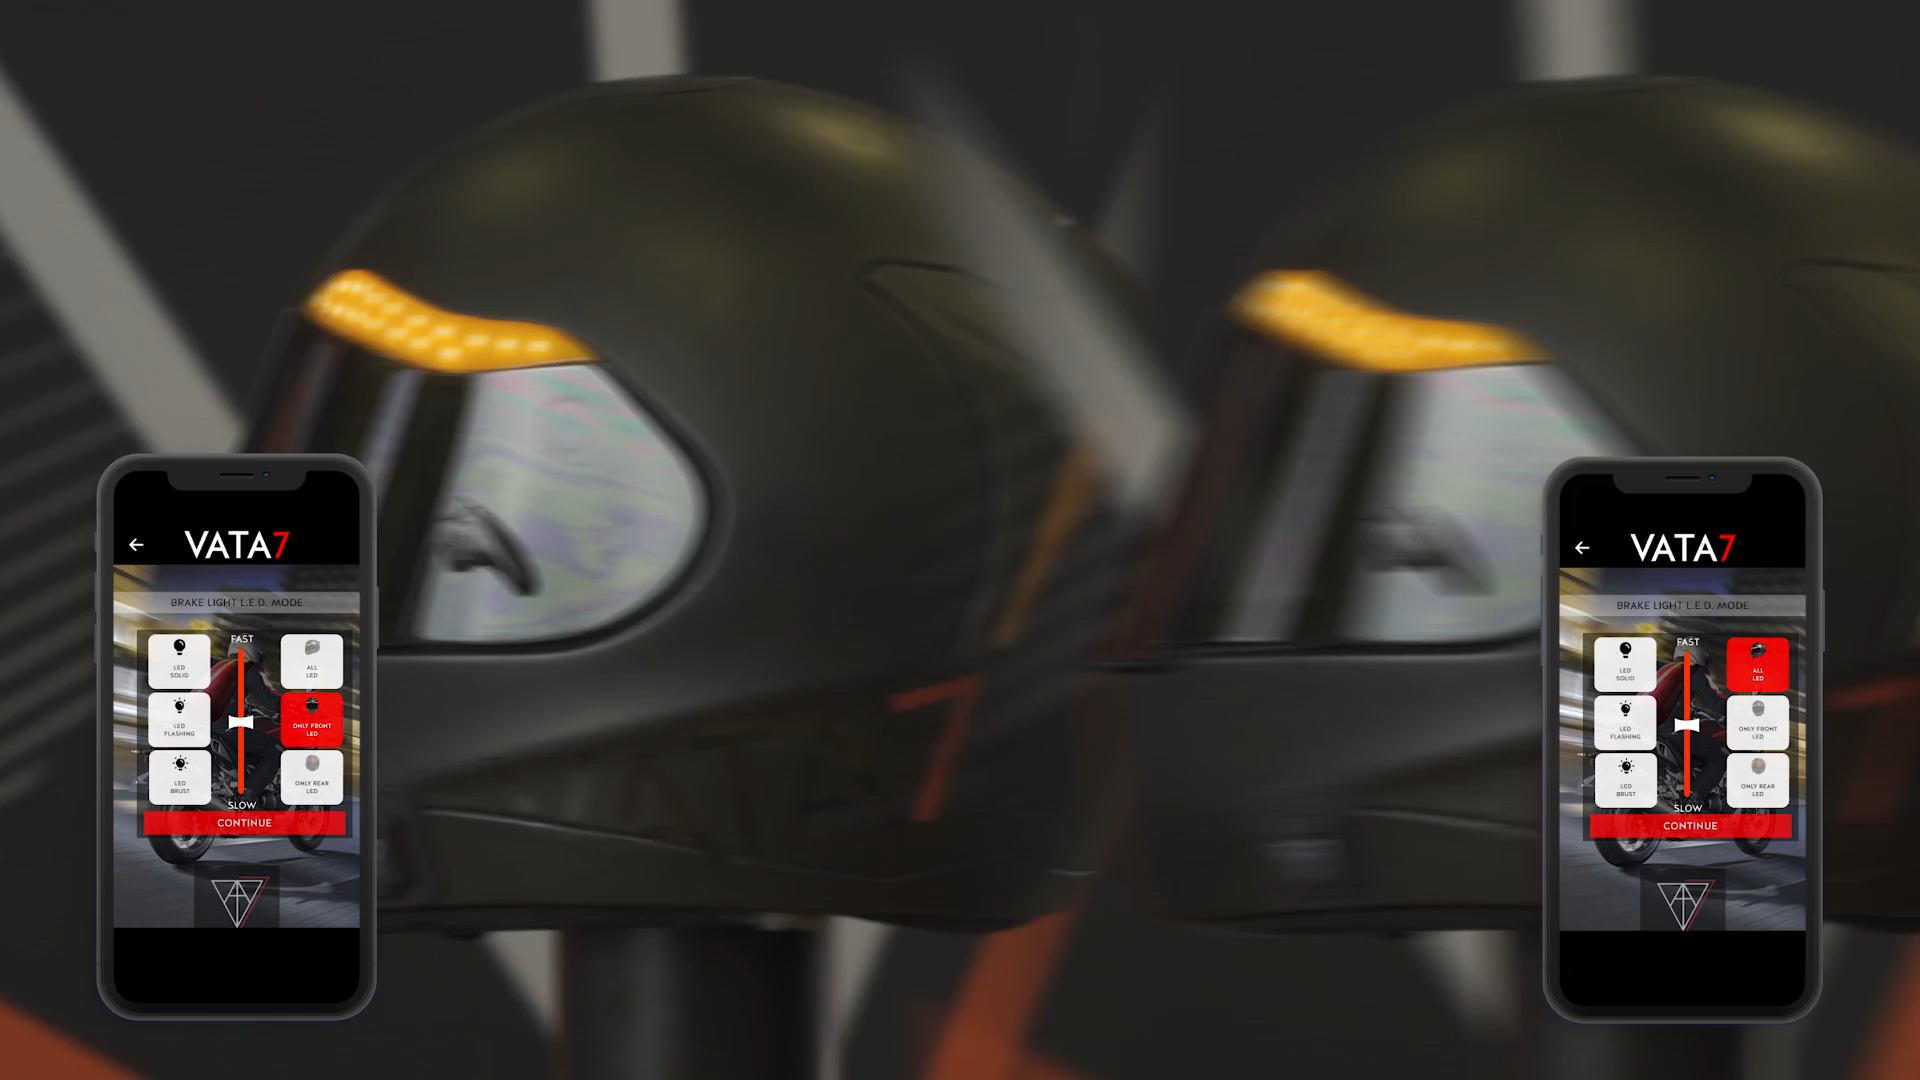 VATA7
BRAKE LIGHT L.E.D. MODE
FAST
LED
SOLID
ALL
LED
LED
FLASHING
ONLY FRONT
LED
LED
BRUST
ONLY REAR
LED
SLOW
CONTINUE
VATA7
BRAKE LIGHT L.E.D. MODE
FAST
LED
SOLID
ALL
LED
LED
FLASHING
ONLY FRONT
LED
LED
BRUST
ONLY REAR
LED
SLOW
CONTINUE
7